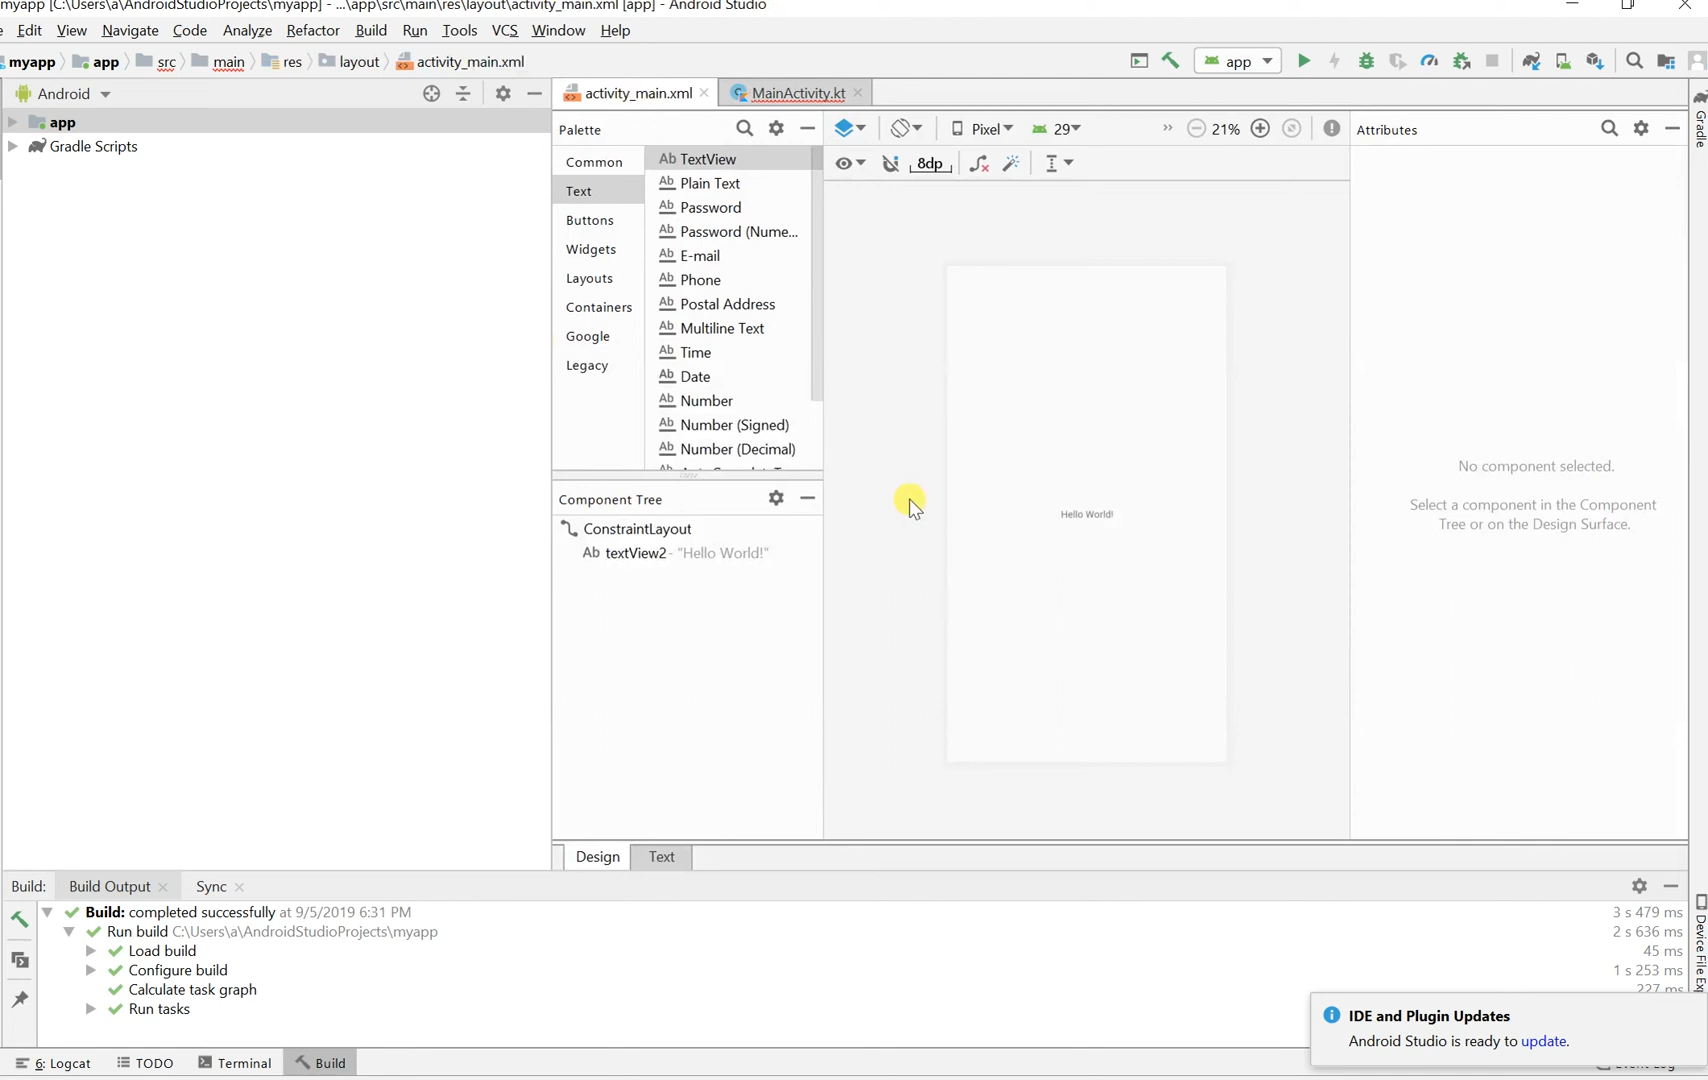 myapp [C:\Users\a\AndroidStudioProjects\myapp] - ...\app\src\main\res\layout\activity_main.xml [app] - Android Studio
Edit View Navigate Code Analyze Refactor Build Run Tools VCS Window Help
myapp app src main res layout activity_main.xml
app
Android
activity_main.xml MainActivity.kt
app
Gradle Scripts
Palette
Common
Text
Buttons
Widgets
Layouts
Containers
Google
Legacy
Ab TextView
Ab Plain Text
Ab Password
Ab Password (Nume...
Ab E-mail
Ab Phone
Ab Postal Address
Ab Multiline Text
Ab Time
Ab Date
Ab Number
Ab Number (Signed)
Ab Number (Decimal)
Pixel 29 21%
8dp
Hello World!
Attributes
No component selected.
Select a component in the Component
Tree or on the Design Surface.
Gradle
Component Tree
ConstraintLayout
Ab textView2 - "Hello World!"
Design Text
Build: Build Output Sync
Build: completed successfully at 9/5/2019 6:31 PM 3 s 479 ms
Run build C:\Users\a\AndroidStudioProjects\myapp 2 s 636 ms
Load build 45 ms
Configure build 1 s 253 ms
Calculate task graph 227 ms
Run tasks
Device File Ex
IDE and Plugin Updates
Android Studio is ready to update.
6: Logcat TODO Terminal Build